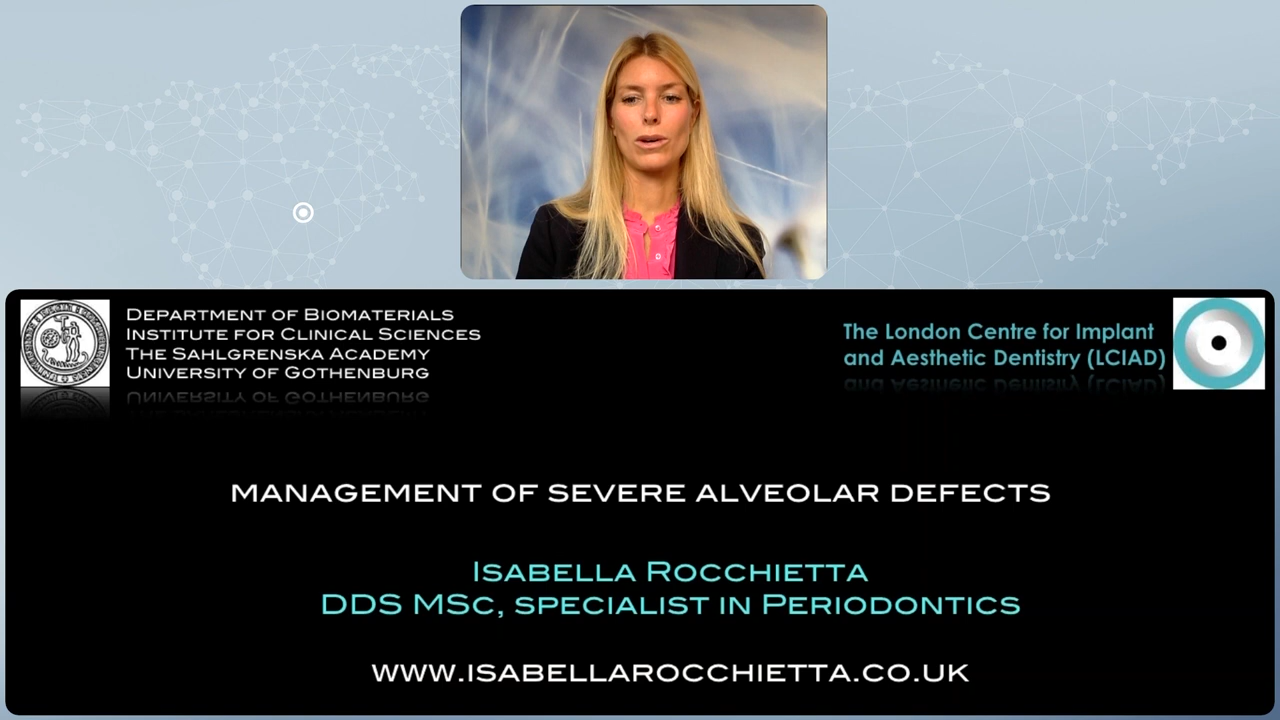 DEPARTMENT OF BIOMATERIALS
INSTITUTE FOR CLINICAL SCIENCES
THE SAHLGRENSKA ACADEMY
UNIVERSITY OF GOTHENBURG
The London Centre for Implant
and Aesthetic Dentistry (LCIAD)
MANAGEMENT OF SEVERE ALVEOLAR DEFECTS
ISABELLA ROCCHIETTA
DDS MSC, SPECIALIST IN PERIODONTICS
WWW.ISABELLAROCCHIETTA.CO.UK